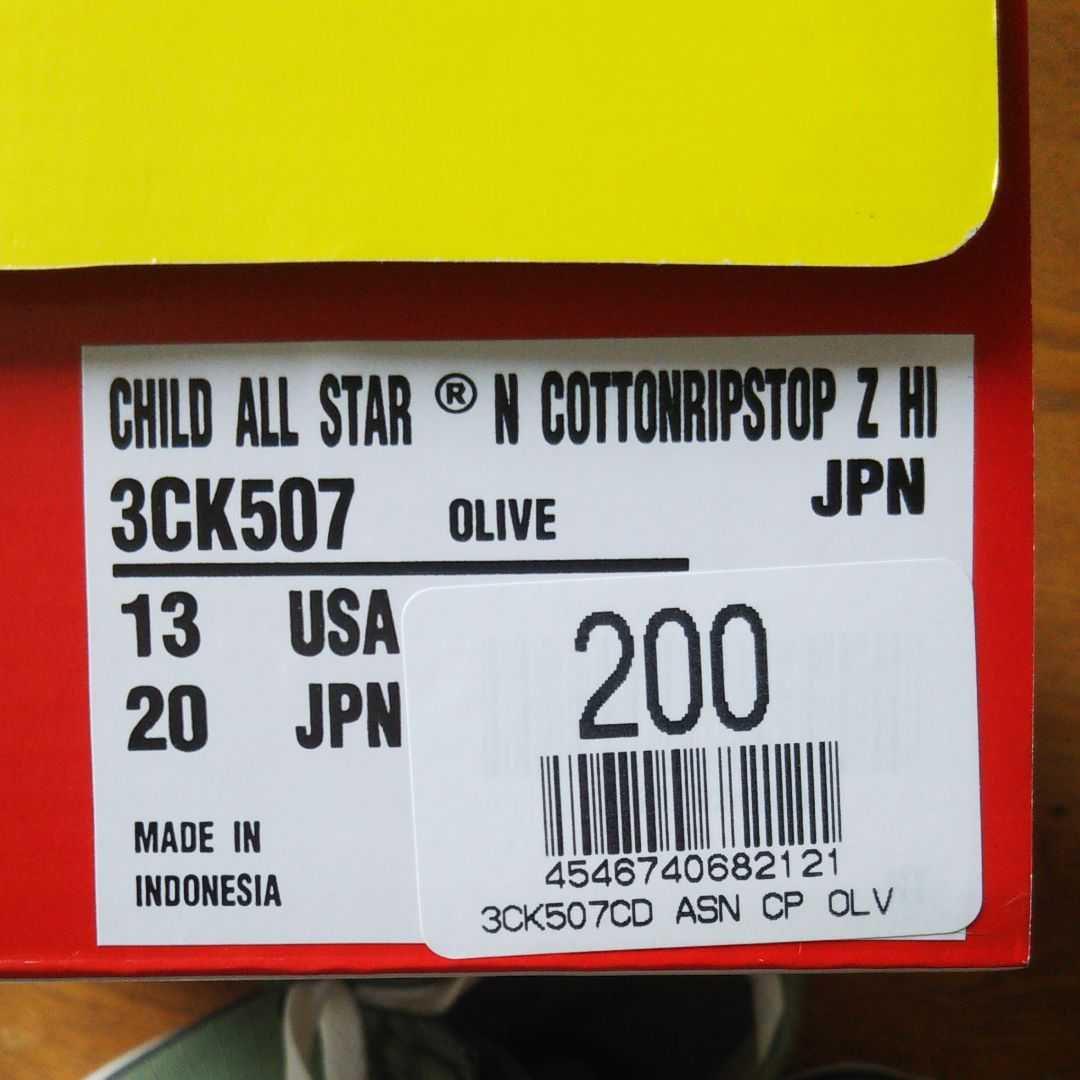 CHILD ALL STAR ® N COTTONRIPSTOP Z HI
3CK507 OLIVE JPN
13 USA
20 JPN
MADE IN
INDONESIA
200
4546740682121
3CK507CD ASN CP OLV